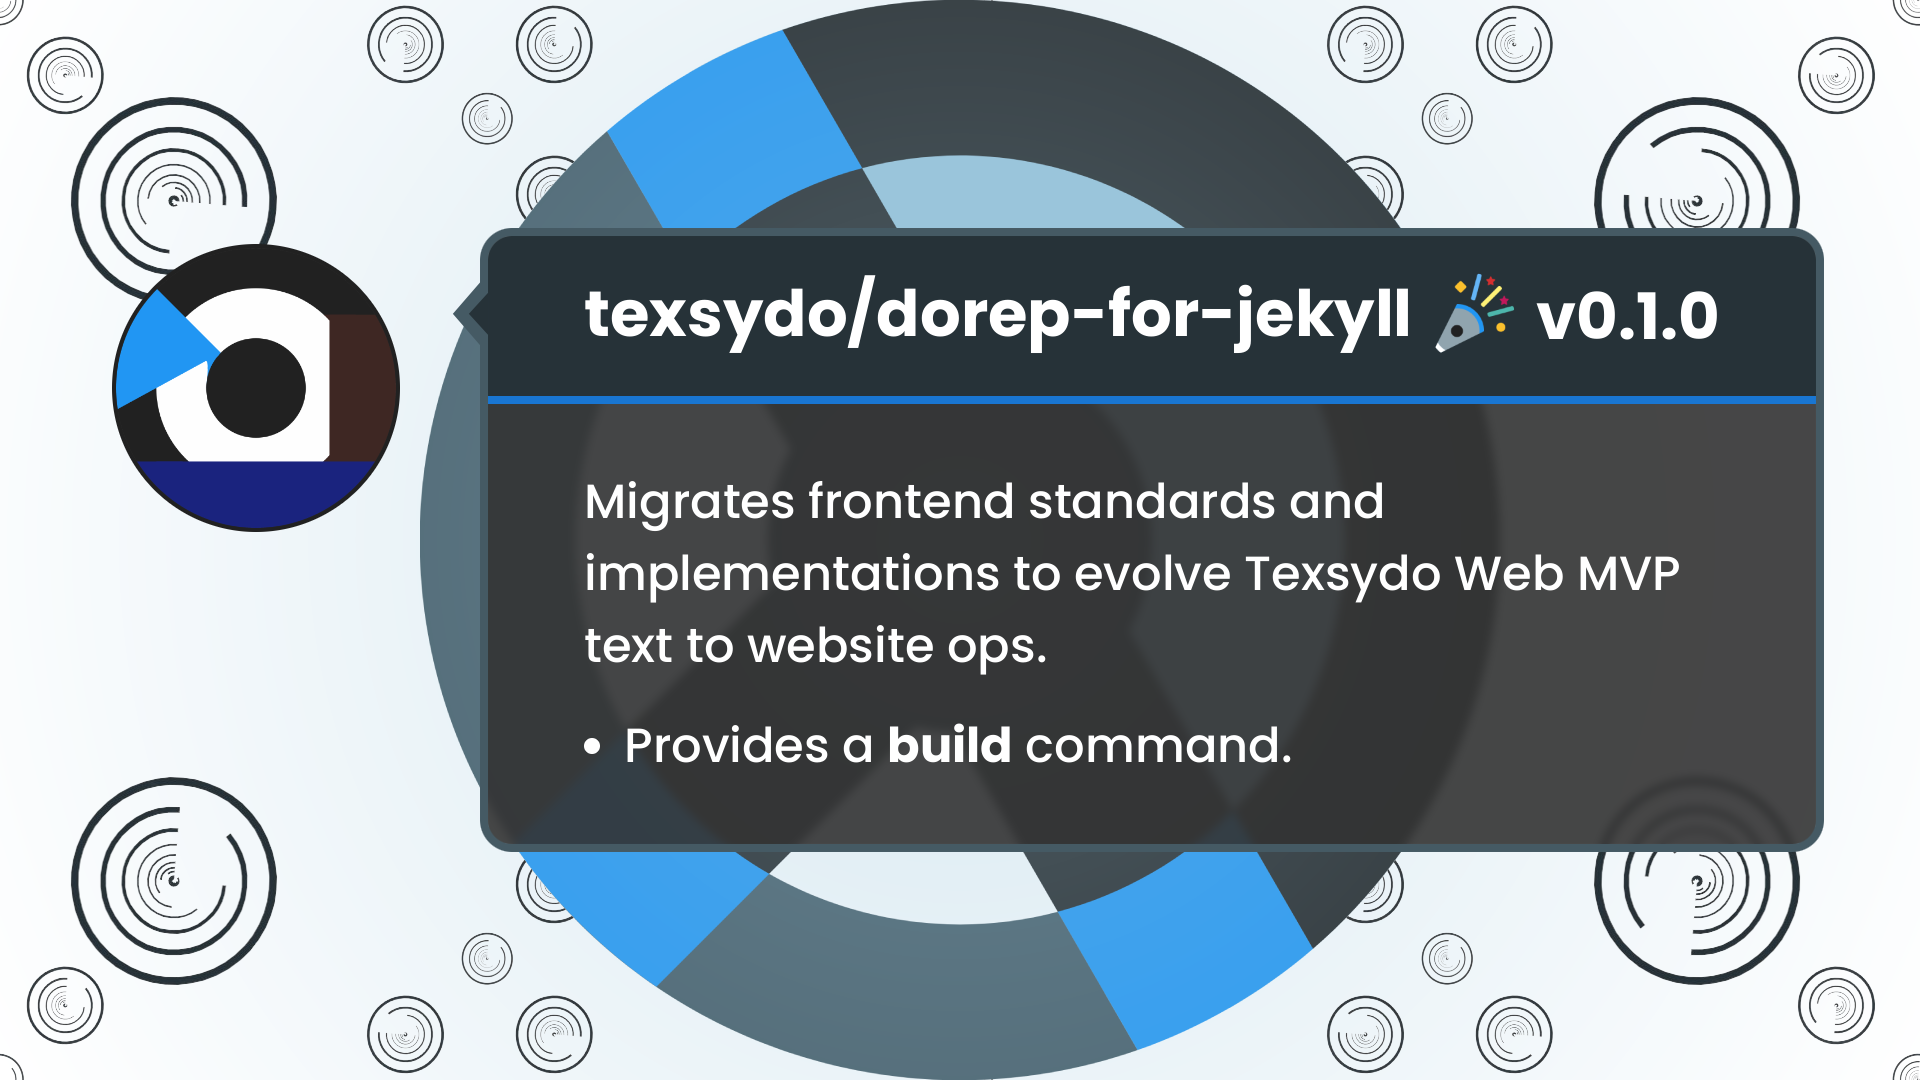 texsydo/dorep-for-jekyll 🎉 v0.1.0
Migrates frontend standards and
implementations to evolve Texsydo Web MVP
text to website ops.
• Provides a build command.